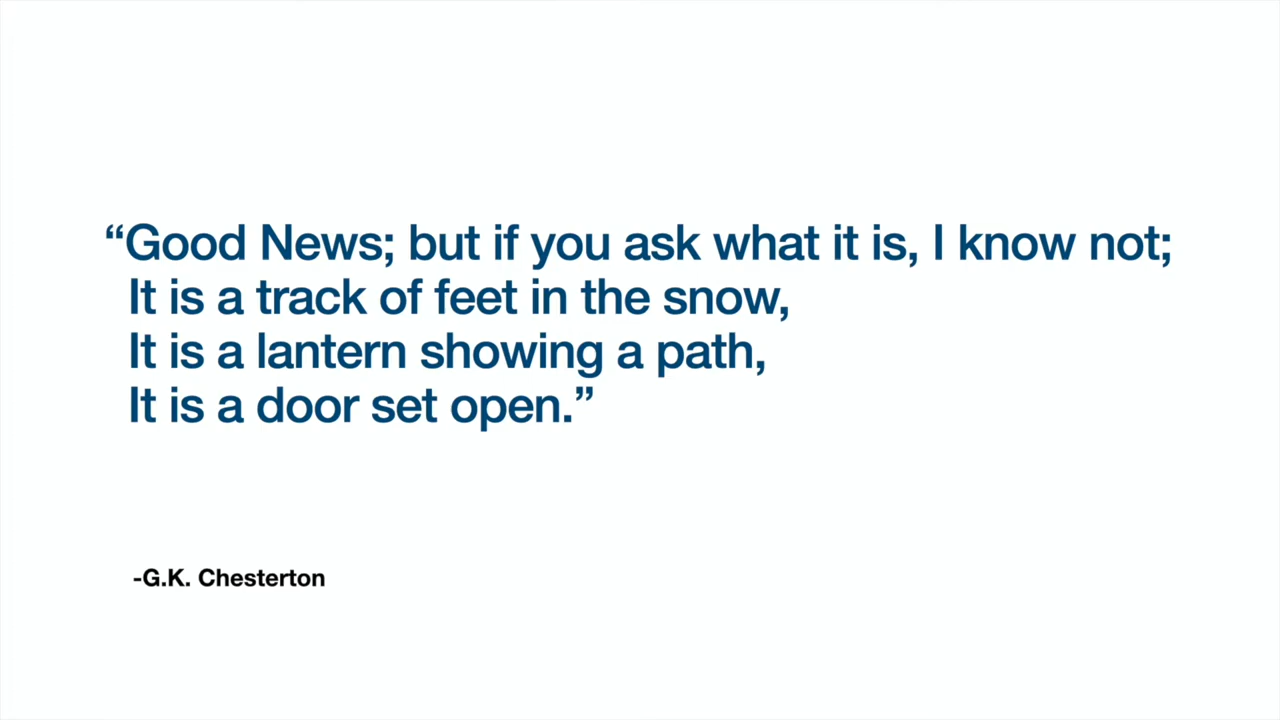 “Good News; but if you ask what it is, I know not;
It is a track of feet in the snow,
It is a lantern showing a path,
It is a door set open.”
-G.K. Chesterton